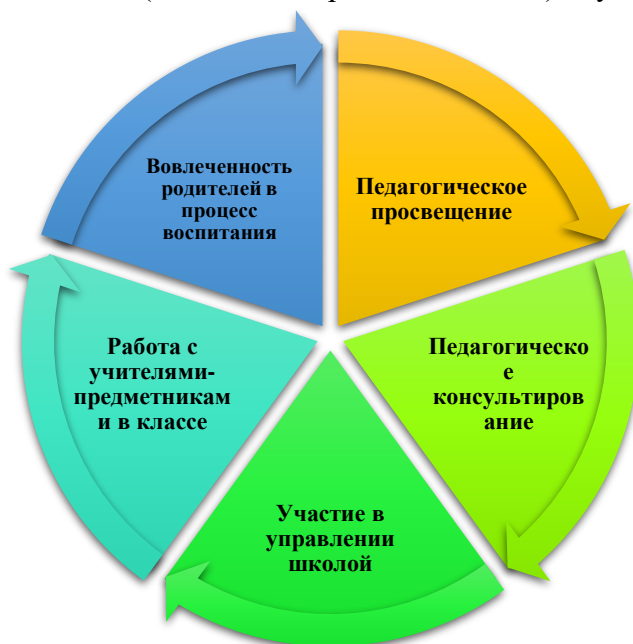 Вовлеченность
родителей в
процесс
воспитания
Педагогическое
просвещение
Педагогическо
е
консультиров
ание
Участие в
управлении
школой
Работа с
учителями-
предметникам
и в классе